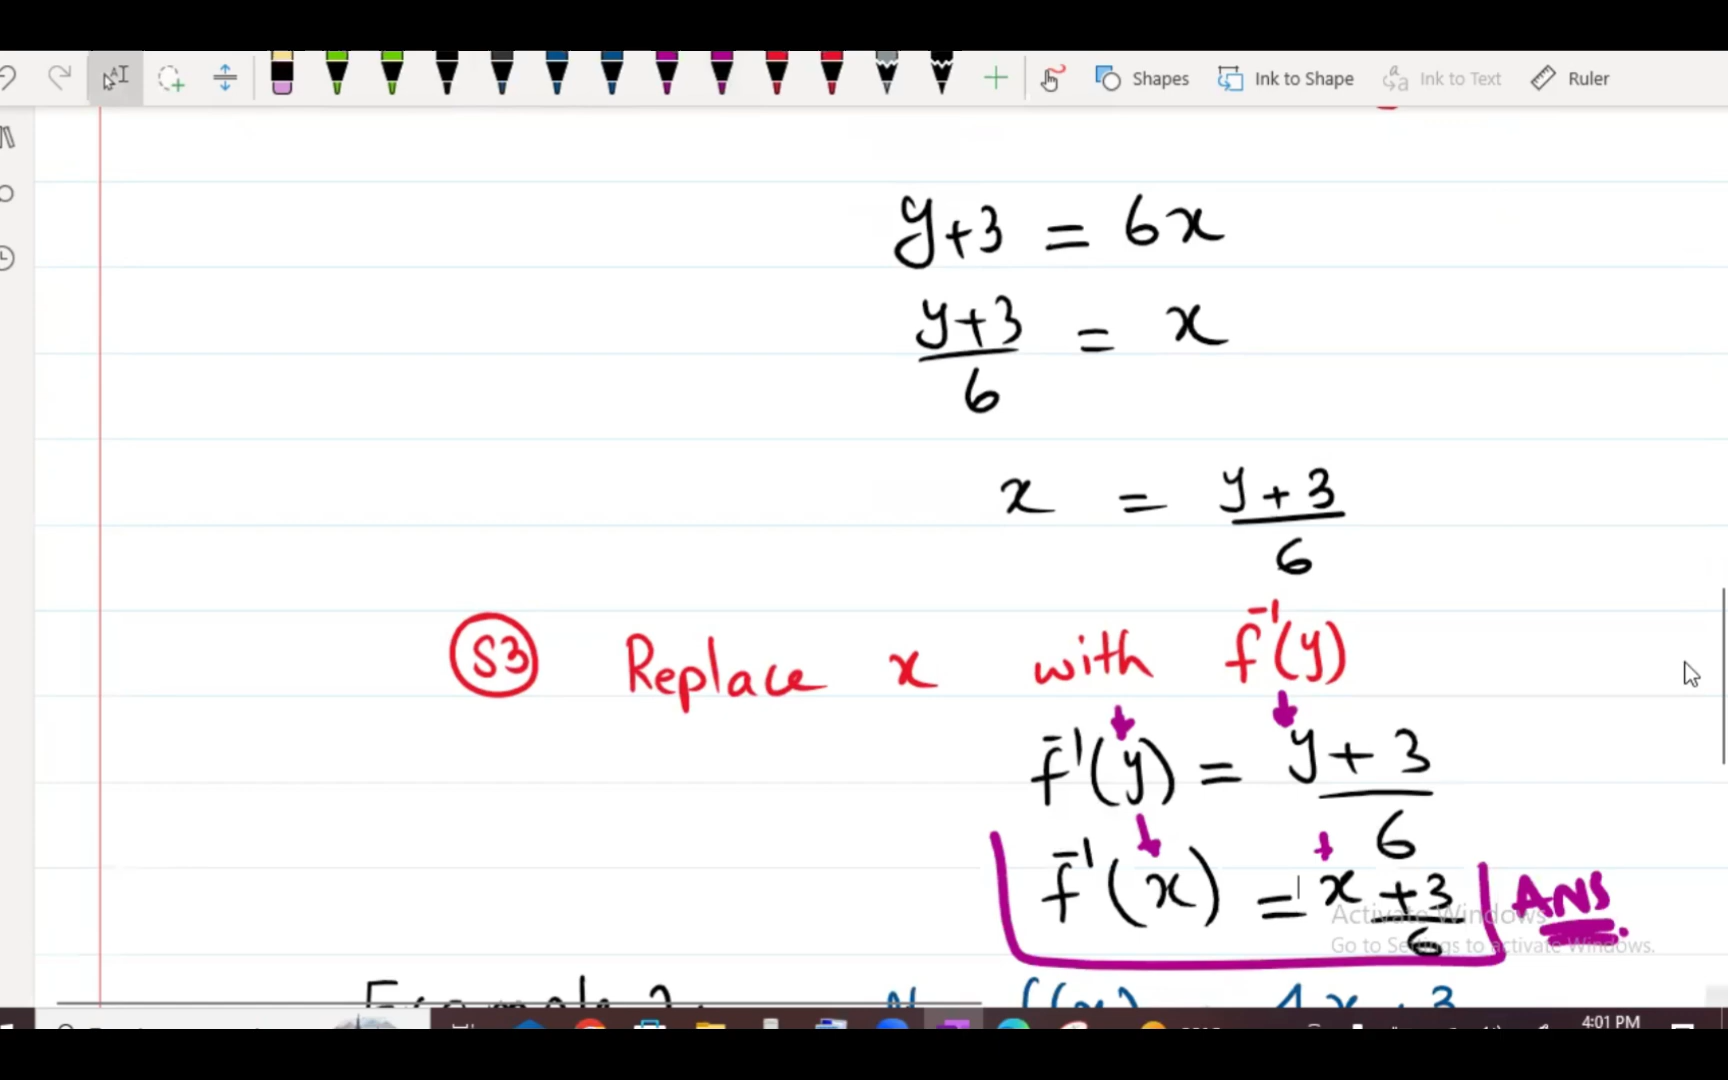 Shapes Ink to Shape Ink to Text Ruler
y+3 = 6x
y+3/6 = x
x = y+3/6
S3 Replace x with f⁻¹(y)
f⁻¹(y) = y+3/6
f⁻¹(x) = x+3/6 ANS.
Activate Windows
Go to Settings to activate Windows.
4:01 PM